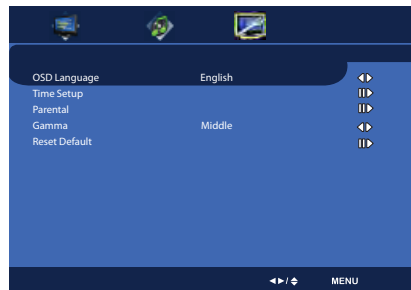 OSD Language English
Time Setup
Parental
Gamma Middle
Reset Default
/ MENU